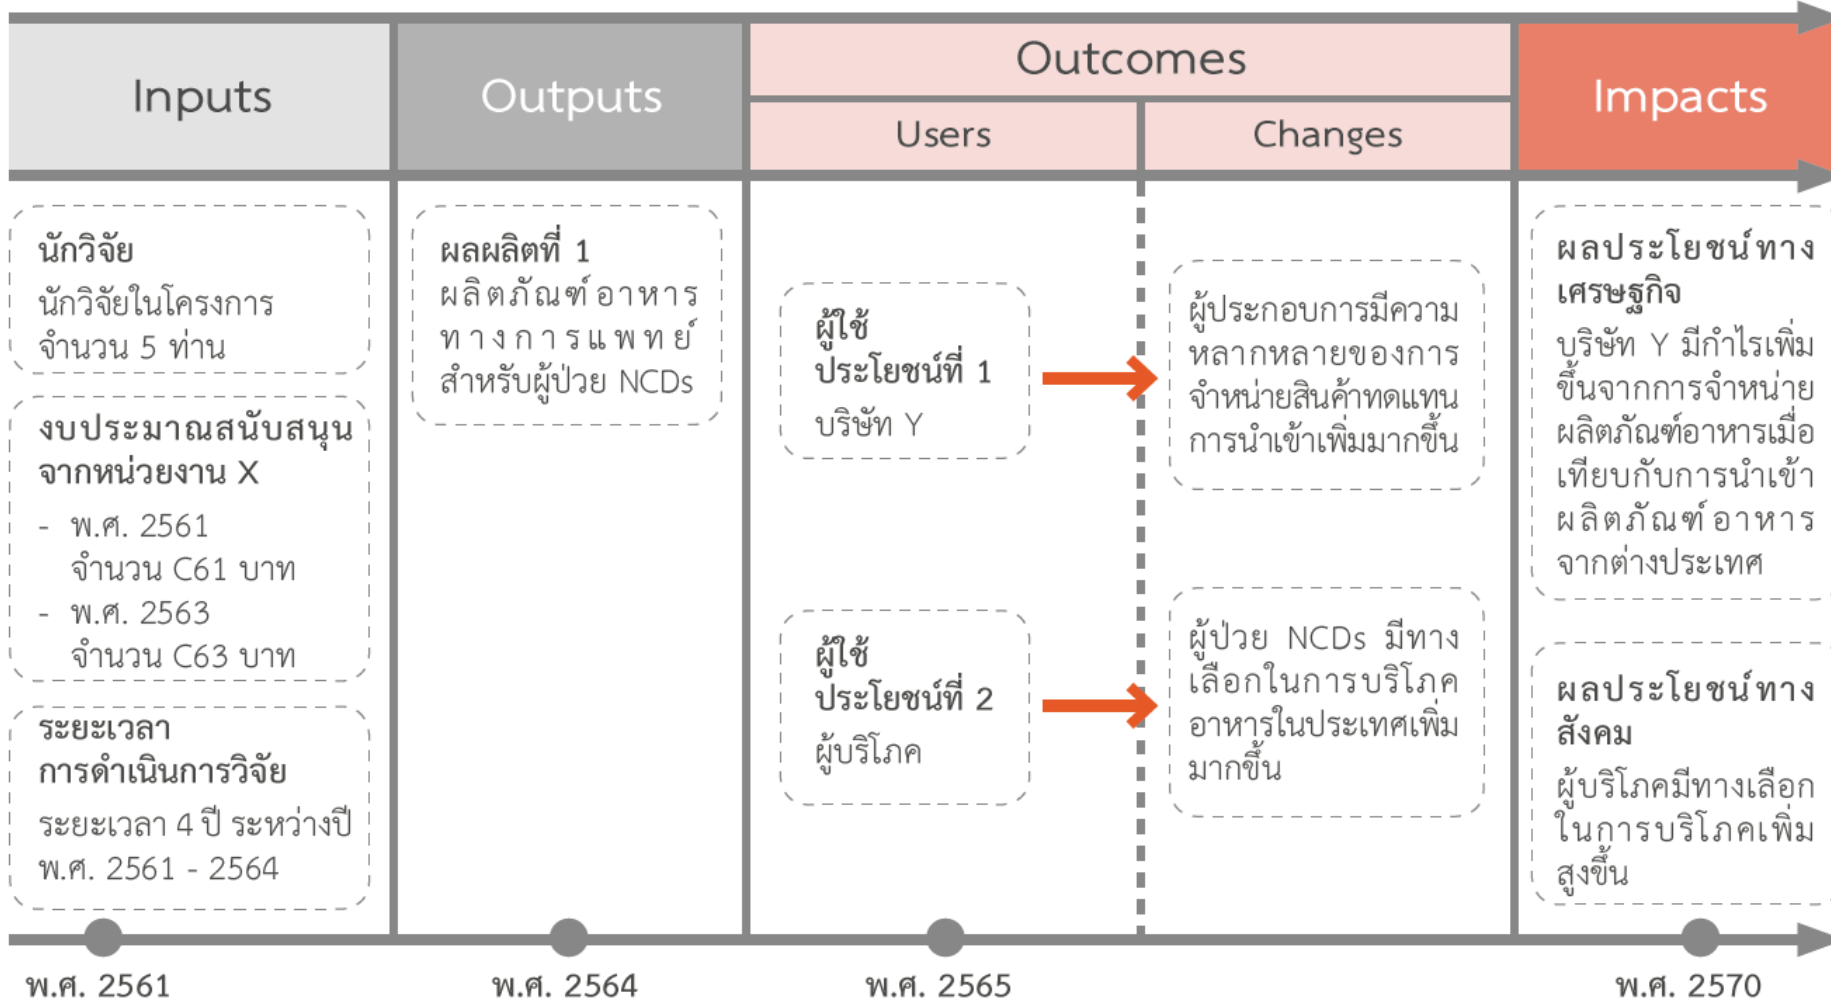 Inputs
Outputs
Outcomes
Users
Changes
Impacts
นักวิจัย
นักวิจัยในโครงการ
จำนวน 5 ท่าน
งบประมาณสนับสนุน
จากหน่วยงาน X
- พ.ศ. 2561
จำนวน C61 บาท
- พ.ศ. 2563
จำนวน C63 บาท
ระยะเวลา
การดำเนินการวิจัย
ระยะเวลา 4 ปี ระหว่างปี
พ.ศ. 2561 - 2564
ผลผลิตที่ 1
ผลิตภัณฑ์อาหาร
ทางการแพทย์
สำหรับผู้ป่วย NCDs
ผู้ใช้
ประโยชน์ที่ 1
บริษัท Y
ผู้ใช้
ประโยชน์ที่ 2
ผู้บริโภค
ผู้ประกอบการมีความ
หลากหลายของการ
จำหน่ายสินค้าทดแทน
การนำเข้าเพิ่มมากขึ้น
ผู้ป่วย NCDs มีทาง
เลือกในการบริโภค
อาหารในประเทศเพิ่ม
มากขึ้น
ผลประโยชน์ทาง
เศรษฐกิจ
บริษัท Y มีกำไรเพิ่ม
ขึ้นจากการจำหน่าย
ผลิตภัณฑ์อาหารเมื่อ
เทียบกับการนำเข้า
ผลิตภัณฑ์อาหาร
จากต่างประเทศ
ผลประโยชน์ทาง
สังคม
ผู้บริโภคมีทางเลือก
ในการบริโภคเพิ่ม
สูงขึ้น
พ.ศ. 2561
พ.ศ. 2564
พ.ศ. 2565
พ.ศ. 2570